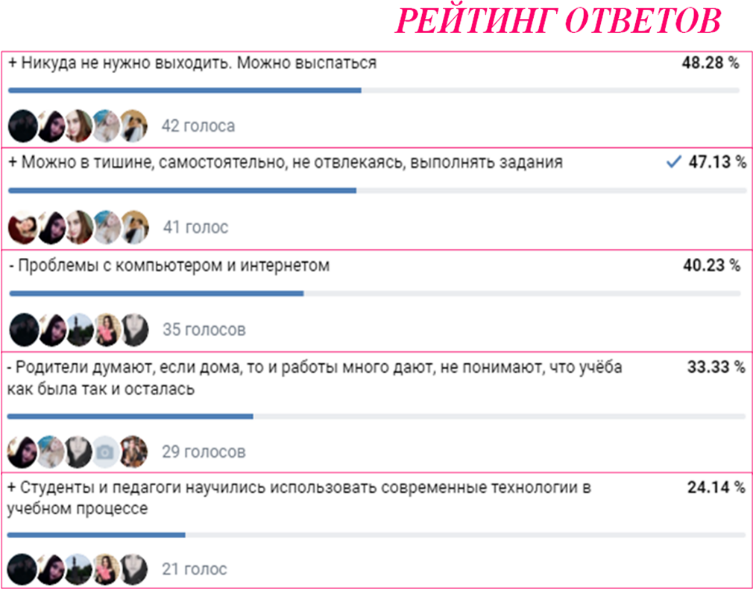 РЕЙТИНГ ОТВЕТОВ
+ Никуда не нужно выходить. Можно выспаться 48.28 %
42 голоса
+ Можно в тишине, самостоятельно, не отвлекаясь, выполнять задания 47.13 %
41 голос
- Проблемы с компьютером и интернетом 40.23 %
35 голосов
- Родители думают, если дома, то и работы много дают, не понимают, что учёба 33.33 %
как была так и осталась
29 голосов
+ Студенты и педагоги научились использовать современные технологии в 24.14 %
учебном процессе
21 голос